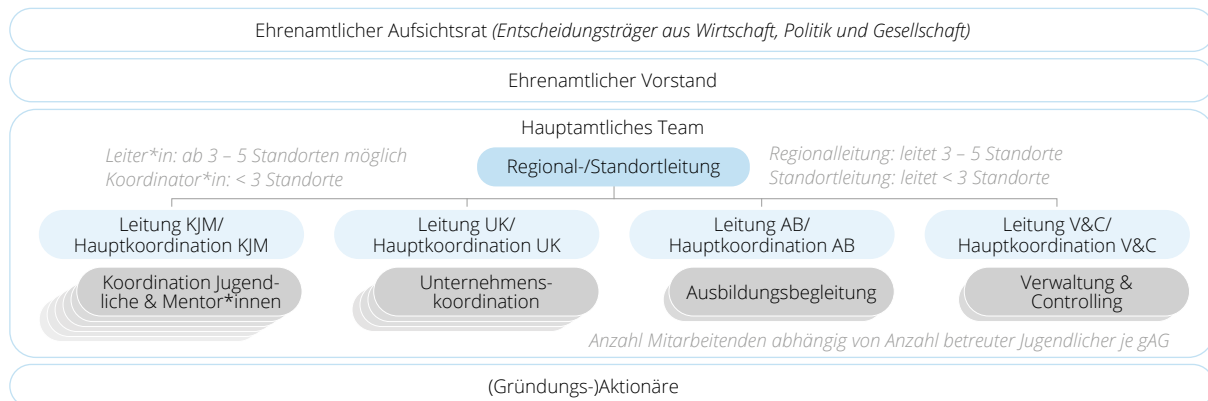 Ehrenamtlicher Aufsichtsrat (Entscheidungsträger aus Wirtschaft, Politik und Gesellschaft)
Ehrenamtlicher Vorstand
Hauptamtliches Team
Leiter*in: ab 3 – 5 Standorten möglich
Koordinator*in: < 3 Standorte
Regional-/Standortleitung
Regionalleitung: leitet 3 – 5 Standorte
Standortleitung: leitet < 3 Standorte
Leitung KJM/
Hauptkoordination KJM
Leitung UK/
Hauptkoordination UK
Leitung AB/
Hauptkoordination AB
Leitung V&C/
Hauptkoordination V&C
Koordination Jugend-
liche & Mentor*innen
Unternehmens-
koordination
Ausbildungsbegleitung
Verwaltung &
Controlling
Anzahl Mitarbeitenden abhängig von Anzahl betreuter Jugendlicher je gAG
(Gründungs-)Aktionäre